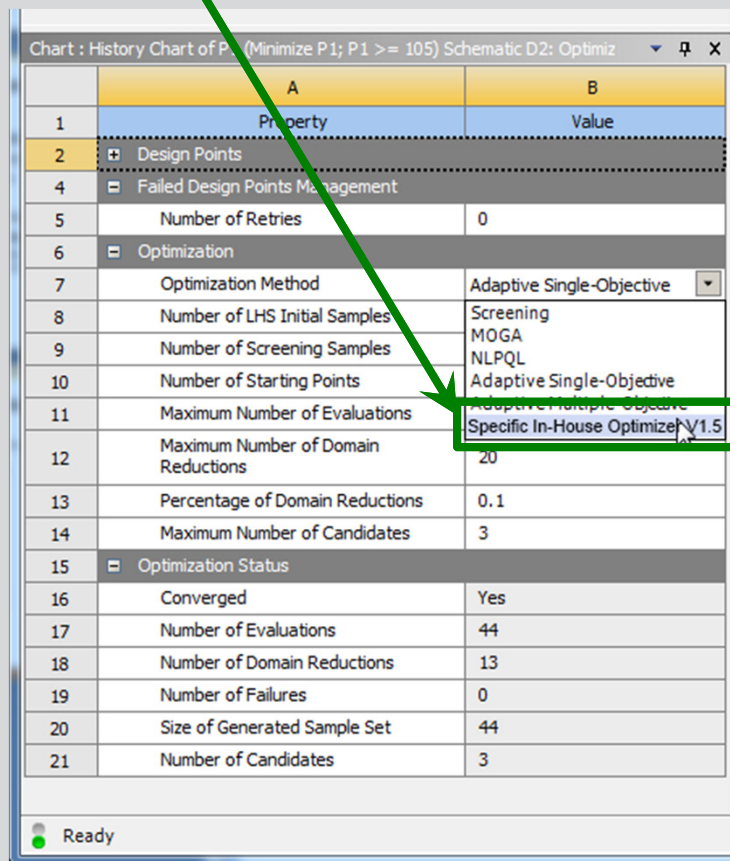 Chart : History Chart of P1 (Minimize P1; P1 >= 105) Schematic D2: Optimiz
A B
1 Property Value
2 Design Points
4 Failed Design Points Management
5 Number of Retries 0
6 Optimization
7 Optimization Method Adaptive Single-Objective
8 Number of LHS Initial Samples Screening
MOGA
9 Number of Screening Samples NLPQL
10 Number of Starting Points Adaptive Single-Objective
11 Maximum Number of Evaluations Adaptive Multiple-Objective
Specific In-House Optimizer V1.5
12 Maximum Number of Domain Reductions 20
13 Percentage of Domain Reductions 0.1
14 Maximum Number of Candidates 3
15 Optimization Status
16 Converged Yes
17 Number of Evaluations 44
18 Number of Domain Reductions 13
19 Number of Failures 0
20 Size of Generated Sample Set 44
21 Number of Candidates 3
Ready